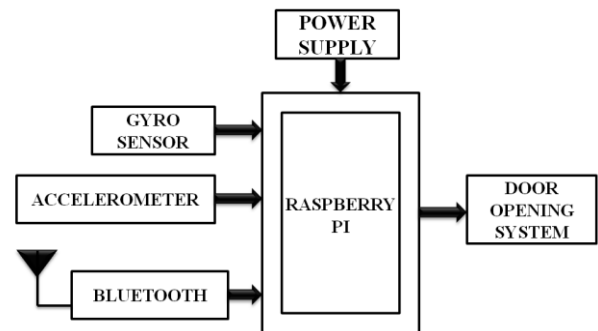 POWER
SUPPLY
GYRO
SENSOR
ACCELEROMETER
BLUETOOTH
RASPBERRY
PI
DOOR
OPENING
SYSTEM